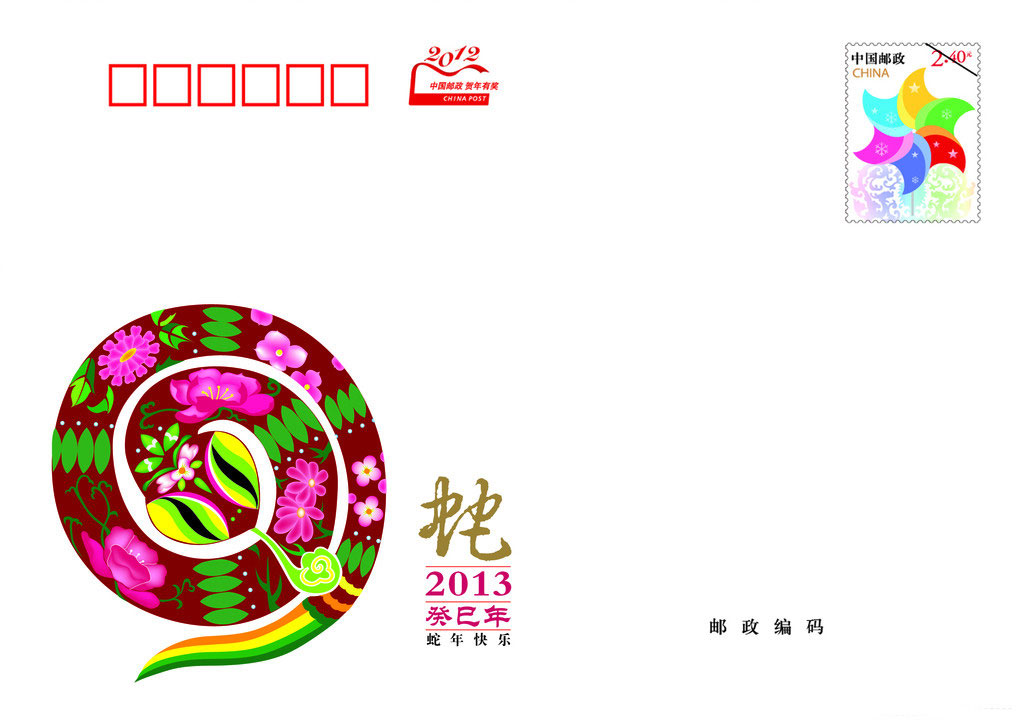 2012
中国邮政 贺年有奖
CHINA POST
中国邮政
2.40元
CHINA
蛇
2013
癸巳年
蛇年快乐
邮政编码